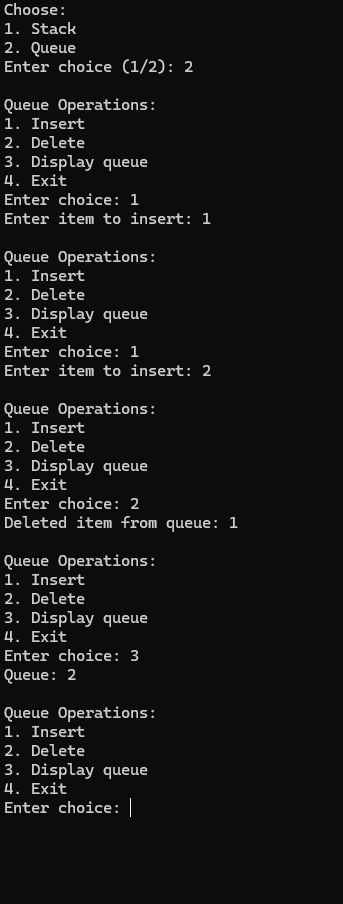 Choose:
1. Stack
2. Queue
Enter choice (1/2): 2

Queue Operations:
1. Insert
2. Delete
3. Display queue
4. Exit
Enter choice: 1
Enter item to insert: 1

Queue Operations:
1. Insert
2. Delete
3. Display queue
4. Exit
Enter choice: 1
Enter item to insert: 2

Queue Operations:
1. Insert
2. Delete
3. Display queue
4. Exit
Enter choice: 2
Deleted item from queue: 1

Queue Operations:
1. Insert
2. Delete
3. Display queue
4. Exit
Enter choice: 3
Queue: 2

Queue Operations:
1. Insert
2. Delete
3. Display queue
4. Exit
Enter choice: